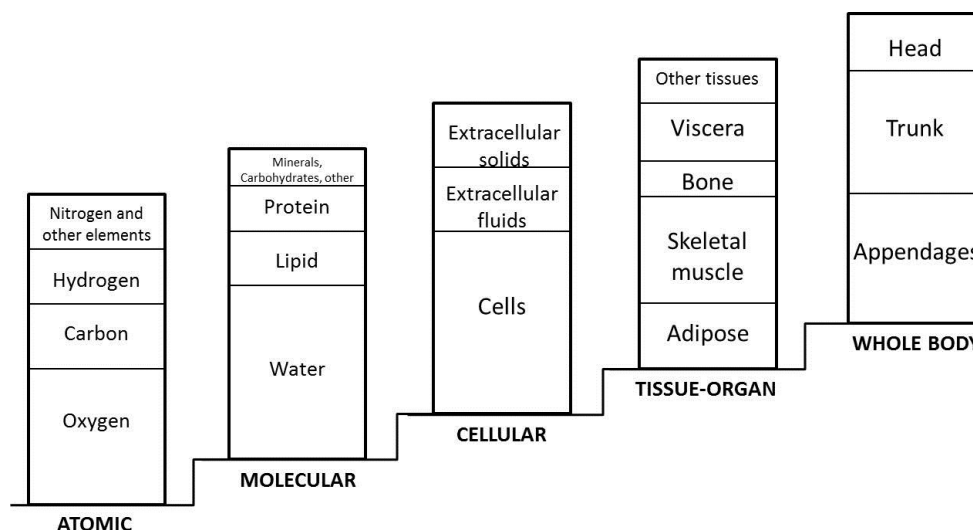 Nitrogen and
other elements
Hydrogen
Carbon
Oxygen
ATOMIC
Minerals,
Carbohydrates, other
Protein
Lipid
Water
MOLECULAR
Extracellular
solids
Extracellular
fluids
Cells
CELLULAR
Other tissues
Viscera
Bone
Skeletal
muscle
Adipose
TISSUE-ORGAN
Head
Trunk
Appendages
WHOLE BODY